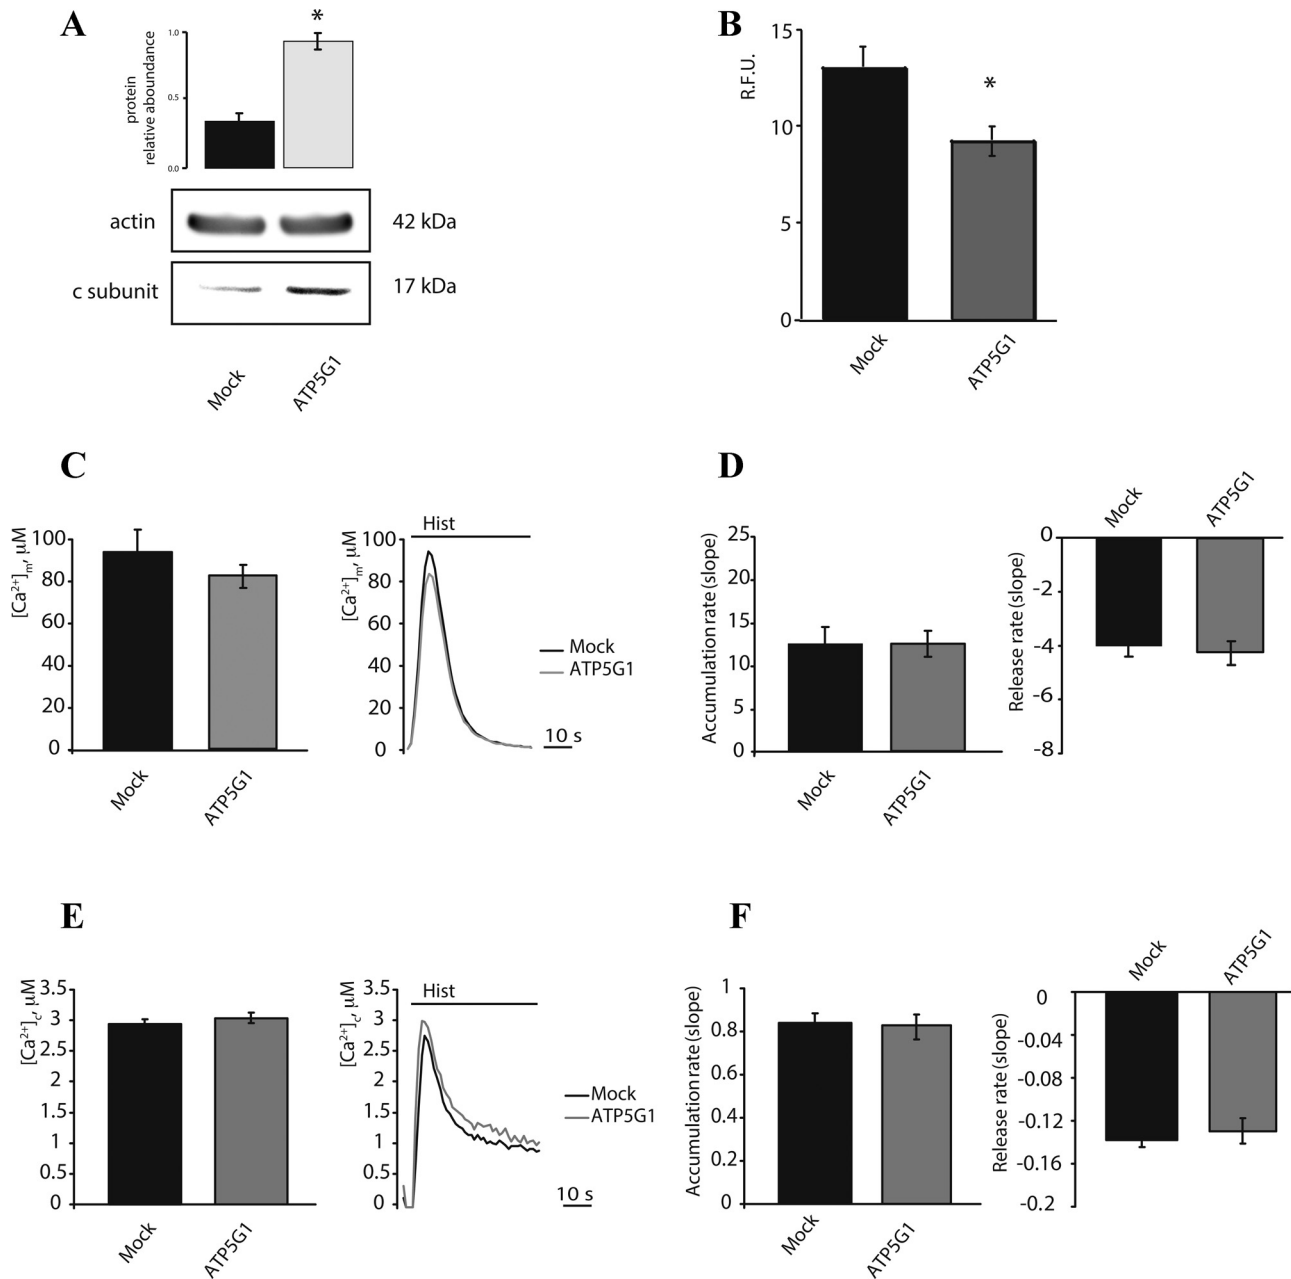 A
protein
relative aboundance
1.0
0.5
0.0
*
actin
42 kDa
c subunit
17 kDa
Mock
ATP5G1
B
R.F.U.
15
10
5
0
*
Mock
ATP5G1
C
[Ca2+]m, μM
100
80
60
40
20
0
Mock
ATP5G1
[Ca2+]m, μM
100
80
60
40
20
0
Hist
Mock
ATP5G1
10 s
D
Accumulation rate (slope)
25
20
15
10
5
0
Mock
ATP5G1
Mock
ATP5G1
Release rate (slope)
0
-2
-4
-6
-8
E
[Ca2+]c, μM
3.5
3
2.5
2
1.5
1
0.5
0
Mock
ATP5G1
[Ca2+]c, μM
3.5
3
2.5
2
1.5
1
0.5
0
Hist
Mock
ATP5G1
10 s
F
Accumulation rate (slope)
1
0.8
0.6
0.4
0.2
0
Mock
ATP5G1
Mock
ATP5G1
Release rate (slope)
0
-0.04
-0.08
-0.12
-0.16
-0.2